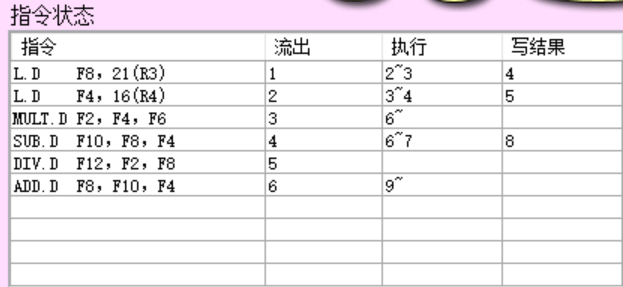 指令状态
指令 流出 执行 写结果
L.D F8, 21(R3) 1 2~3 4
L.D F4, 16(R4) 2 3~4 5
MULT.D F2, F4, F6 3 6~
SUB.D F10, F8, F4 4 6~7 8
DIV.D F12, F2, F8 5
ADD.D F8, F10, F4 6 9~